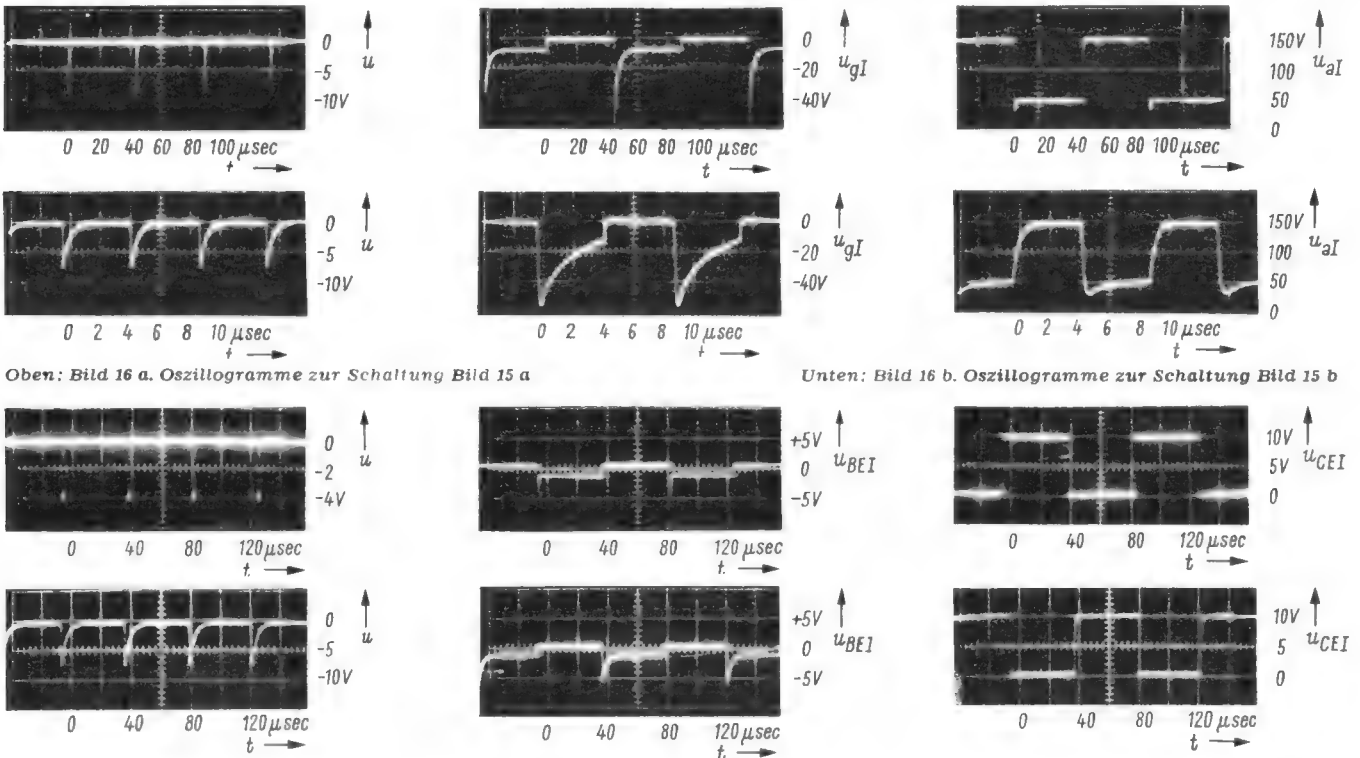 0
-5
-10V
u
0 20 40 60 80 100 µsec
t
0
-20
-40V
u_gI
0 20 40 60 80 100 µsec
t
150V
100
50
0
u_aI
0 20 40 60 80 100 µsec
t
0
-5
-10V
u
0 2 4 6 8 10 µsec
t
0
-20
-40V
u_gI
0 2 4 6 8 10 µsec
t
150V
100
50
0
u_aI
0 2 4 6 8 10 µsec
t
Oben: Bild 16 a. Oszillogramme zur Schaltung Bild 15 a
Unten: Bild 16 b. Oszillogramme zur Schaltung Bild 15 b
0
-2
-4V
u
0 40 80 120 µsec
t
+5V
0
-5V
u_BEI
0 40 80 120 µsec
t
10V
5V
0
u_CEI
0 40 80 120 µsec
t
0
-5
-10V
u
0 40 80 120 µsec
t
+5V
0
-5V
u_BEI
0 40 80 120 µsec
t
10V
5
0
u_CEI
0 40 80 120 µsec
t